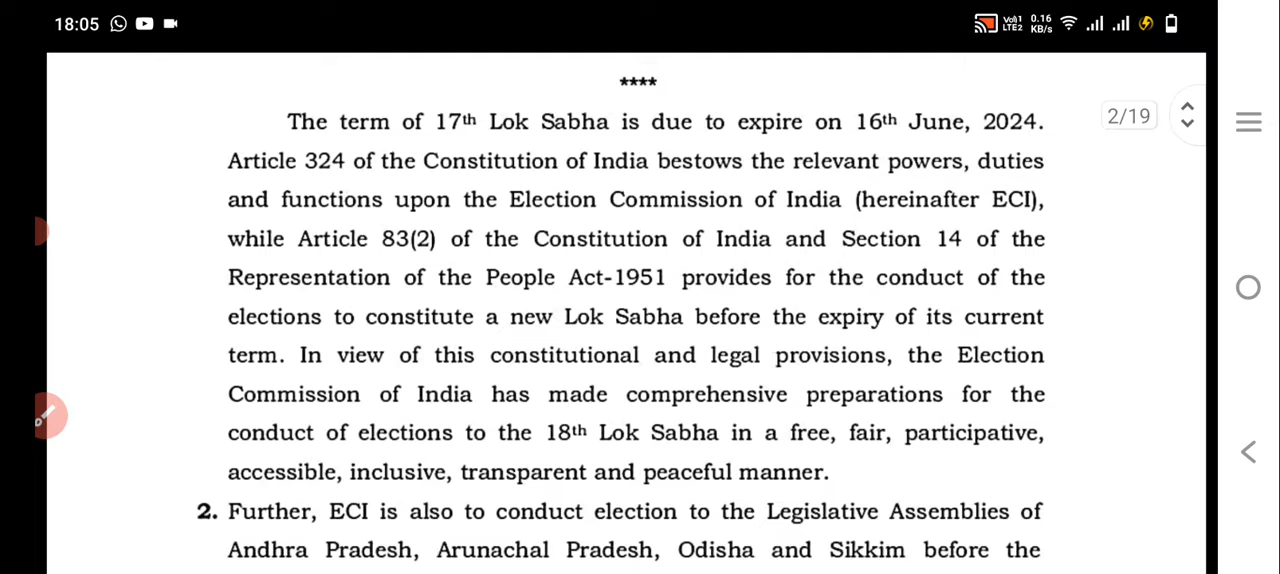 18:05 Vo)) 1 LTE2 0.16 KB/s
****
2/19
The term of 17th Lok Sabha is due to expire on 16th June, 2024.
Article 324 of the Constitution of India bestows the relevant powers, duties
and functions upon the Election Commission of India (hereinafter ECI),
while Article 83(2) of the Constitution of India and Section 14 of the
Representation of the People Act-1951 provides for the conduct of the
elections to constitute a new Lok Sabha before the expiry of its current
term. In view of this constitutional and legal provisions, the Election
Commission of India has made comprehensive preparations for the
conduct of elections to the 18th Lok Sabha in a free, fair, participative,
accessible, inclusive, transparent and peaceful manner.
2. Further, ECI is also to conduct election to the Legislative Assemblies of
Andhra Pradesh, Arunachal Pradesh, Odisha and Sikkim before the